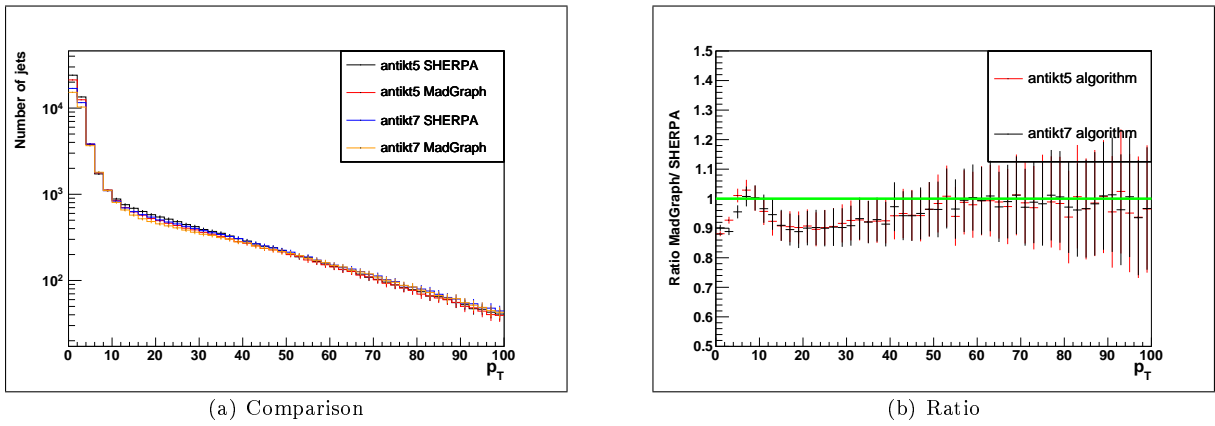 Number of jets
10^4
10^3
10^2
antikt5 SHERPA
antikt5 MadGraph
antikt7 SHERPA
antikt7 MadGraph
0 10 20 30 40 50 60 70 80 90 100
p_T
(a) Comparison
Ratio MadGraph/ SHERPA
1.5
1.4
1.3
1.2
1.1
1
0.9
0.8
0.7
0.6
0.5
antikt5 algorithm
antikt7 algorithm
0 10 20 30 40 50 60 70 80 90 100
p_T
(b) Ratio